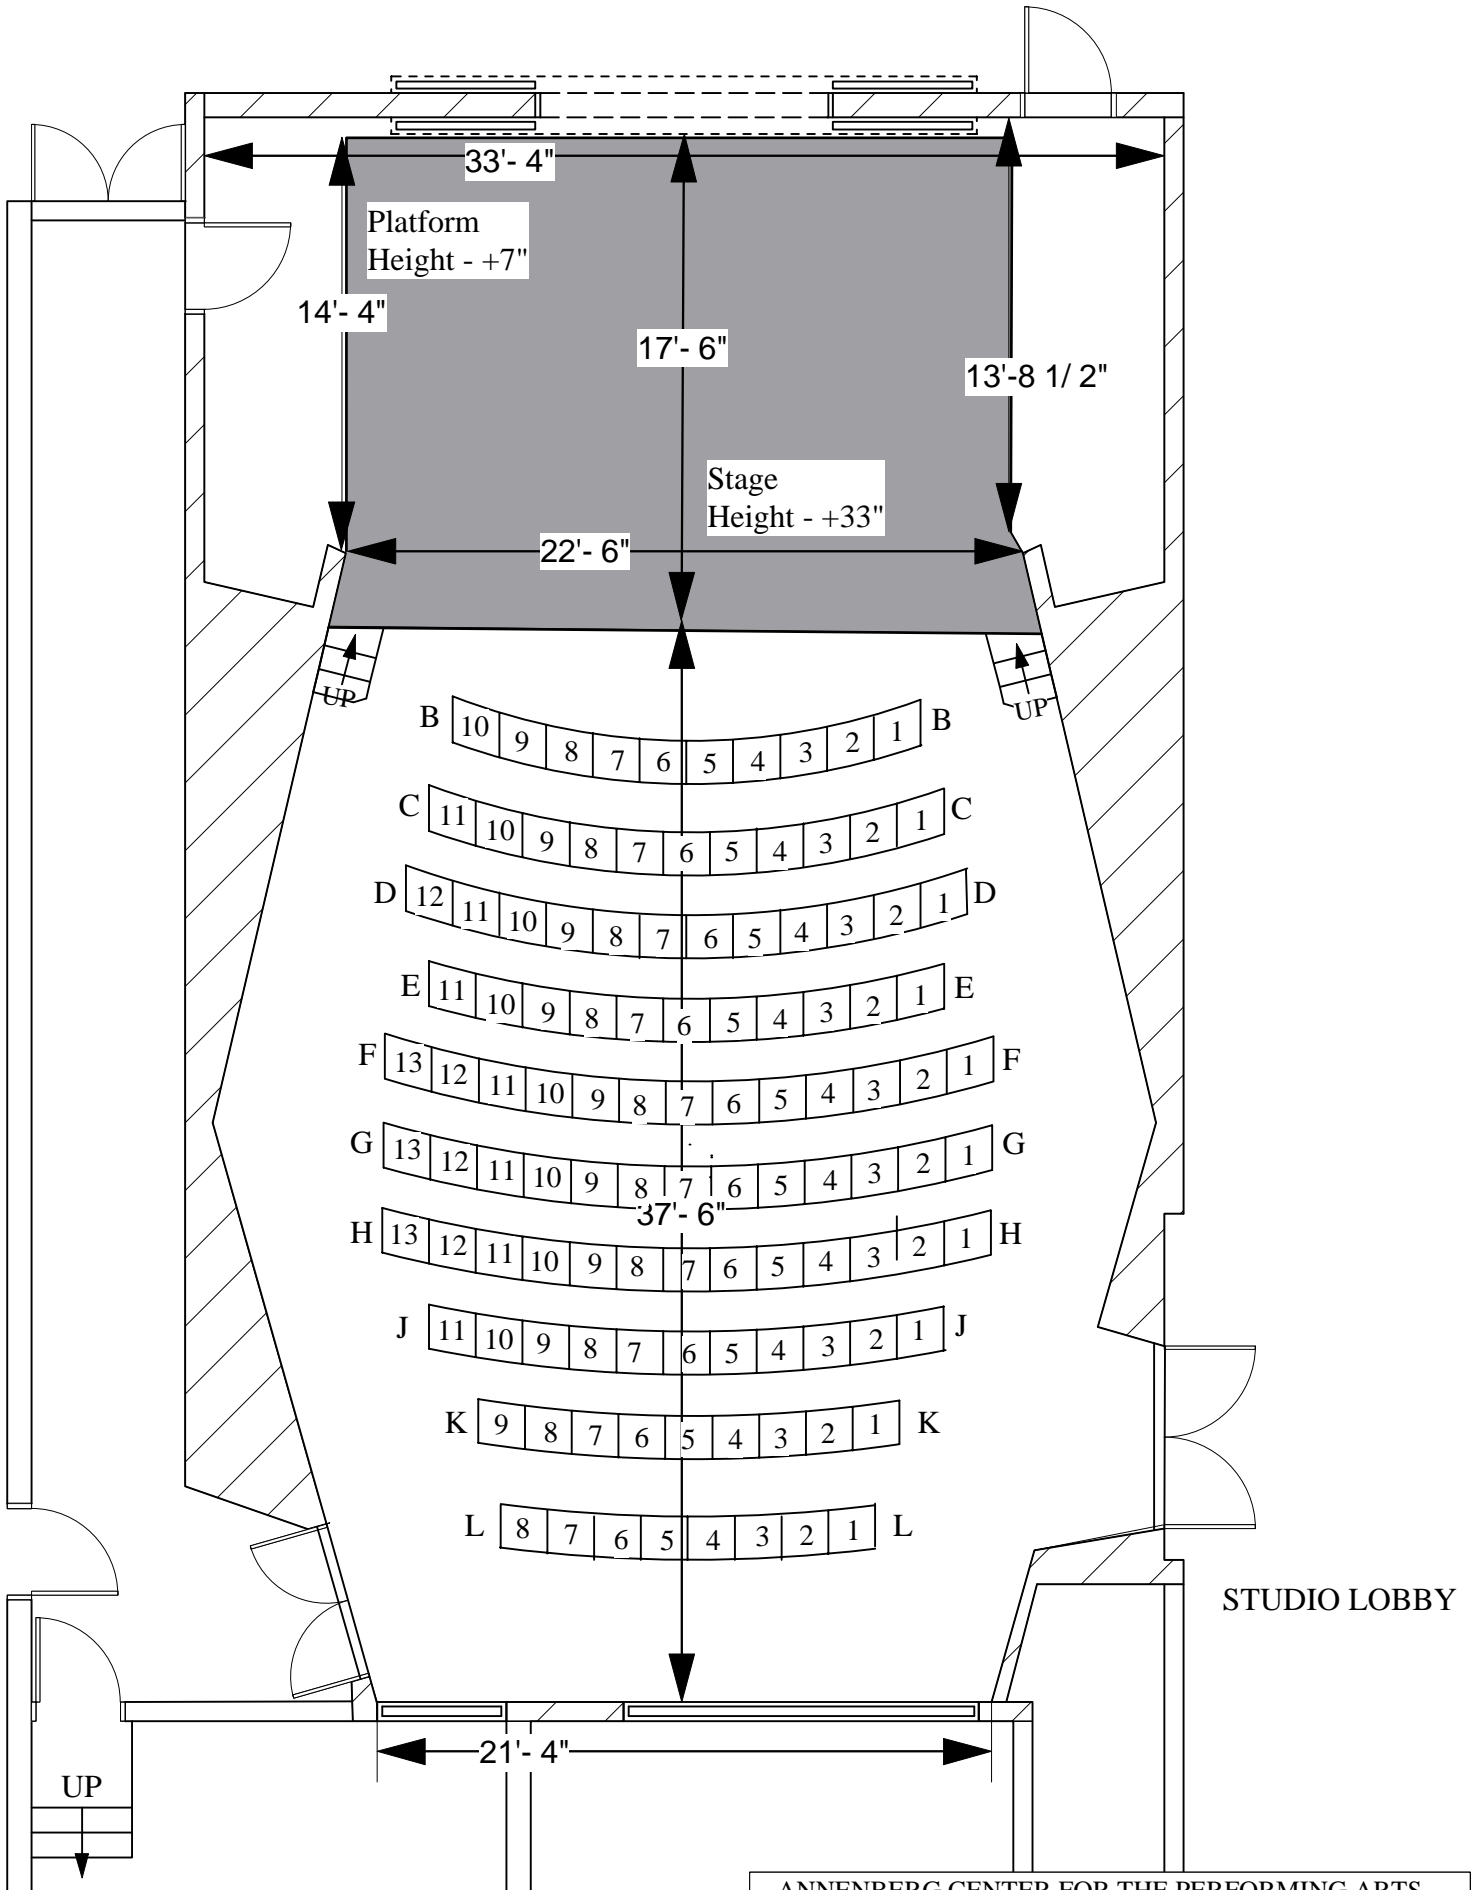 33'- 4"
Platform
Height - +7"
14'- 4"
17'- 6"
13'-8 1/ 2"
Stage
Height - +33"
22'- 6"
UP
UP
B 10 9 8 7 6 5 4 3 2 1 B
C 11 10 9 8 7 6 5 4 3 2 1 C
D 12 11 10 9 8 7 6 5 4 3 2 1 D
E 11 10 9 8 7 6 5 4 3 2 1 E
F 13 12 11 10 9 8 7 6 5 4 3 2 1 F
G 13 12 11 10 9 8 7 6 5 4 3 2 1 G
37'- 6"
H 13 12 11 10 9 8 7 6 5 4 3 2 1 H
J 11 10 9 8 7 6 5 4 3 2 1 J
K 9 8 7 6 5 4 3 2 1 K
L 8 7 6 5 4 3 2 1 L
STUDIO LOBBY
21'- 4"
UP
ANNENBERG CENTER FOR THE PERFORMING ARTS